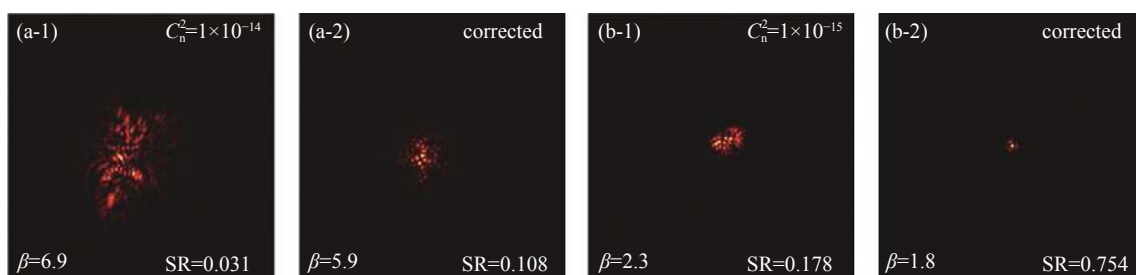 (a-1) C_n^2=1×10^−14
β=6.9 SR=0.031
(a-2) corrected
β=5.9 SR=0.108
(b-1) C_n^2=1×10^−15
β=2.3 SR=0.178
(b-2) corrected
β=1.8 SR=0.754